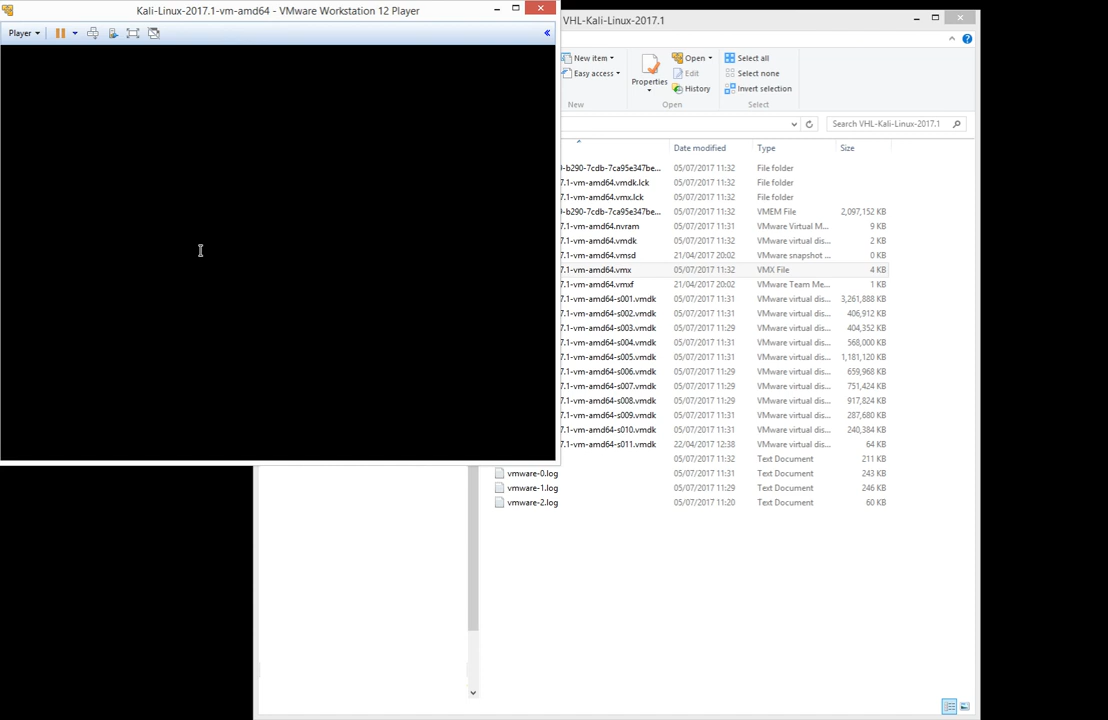 Kali-Linux-2017.1-vm-amd64 - VMware Workstation 12 Player
VHL-Kali-Linux-2017.1
Player
New item
Easy access
New
Properties
Open
Edit
History
Open
Select all
Select none
Invert selection
Select
Search VHL-Kali-Linux-2017.1
Date modified Type Size
-b290-7cdb-7ca95e347be... 05/07/2017 11:32 File folder
7.1-vm-amd64.vmdk.lck 05/07/2017 11:32 File folder
7.1-vm-amd64.vmx.lck 05/07/2017 11:32 File folder
-b290-7cdb-7ca95e347be... 05/07/2017 11:32 VMEM File 2,097,152 KB
7.1-vm-amd64.nvram 05/07/2017 11:31 VMware Virtual M... 9 KB
7.1-vm-amd64.vmdk 05/07/2017 11:32 VMware virtual dis... 2 KB
7.1-vm-amd64.vmsd 21/04/2017 20:02 VMware snapshot ... 0 KB
7.1-vm-amd64.vmx 05/07/2017 11:32 VMX File 4 KB
7.1-vm-amd64.vmxf 21/04/2017 20:02 VMware Team Me... 1 KB
7.1-vm-amd64-s001.vmdk 05/07/2017 11:31 VMware virtual dis... 3,261,888 KB
7.1-vm-amd64-s002.vmdk 05/07/2017 11:31 VMware virtual dis... 406,912 KB
7.1-vm-amd64-s003.vmdk 05/07/2017 11:29 VMware virtual dis... 404,352 KB
7.1-vm-amd64-s004.vmdk 05/07/2017 11:31 VMware virtual dis... 568,000 KB
7.1-vm-amd64-s005.vmdk 05/07/2017 11:31 VMware virtual dis... 1,181,120 KB
7.1-vm-amd64-s006.vmdk 05/07/2017 11:29 VMware virtual dis... 659,968 KB
7.1-vm-amd64-s007.vmdk 05/07/2017 11:29 VMware virtual dis... 751,424 KB
7.1-vm-amd64-s008.vmdk 05/07/2017 11:29 VMware virtual dis... 917,824 KB
7.1-vm-amd64-s009.vmdk 05/07/2017 11:31 VMware virtual dis... 287,680 KB
7.1-vm-amd64-s010.vmdk 05/07/2017 11:31 VMware virtual dis... 240,384 KB
7.1-vm-amd64-s011.vmdk 22/04/2017 12:38 VMware virtual dis... 64 KB
05/07/2017 11:32 Text Document 211 KB
vmware-0.log 05/07/2017 11:31 Text Document 243 KB
vmware-1.log 05/07/2017 11:29 Text Document 246 KB
vmware-2.log 05/07/2017 11:20 Text Document 60 KB